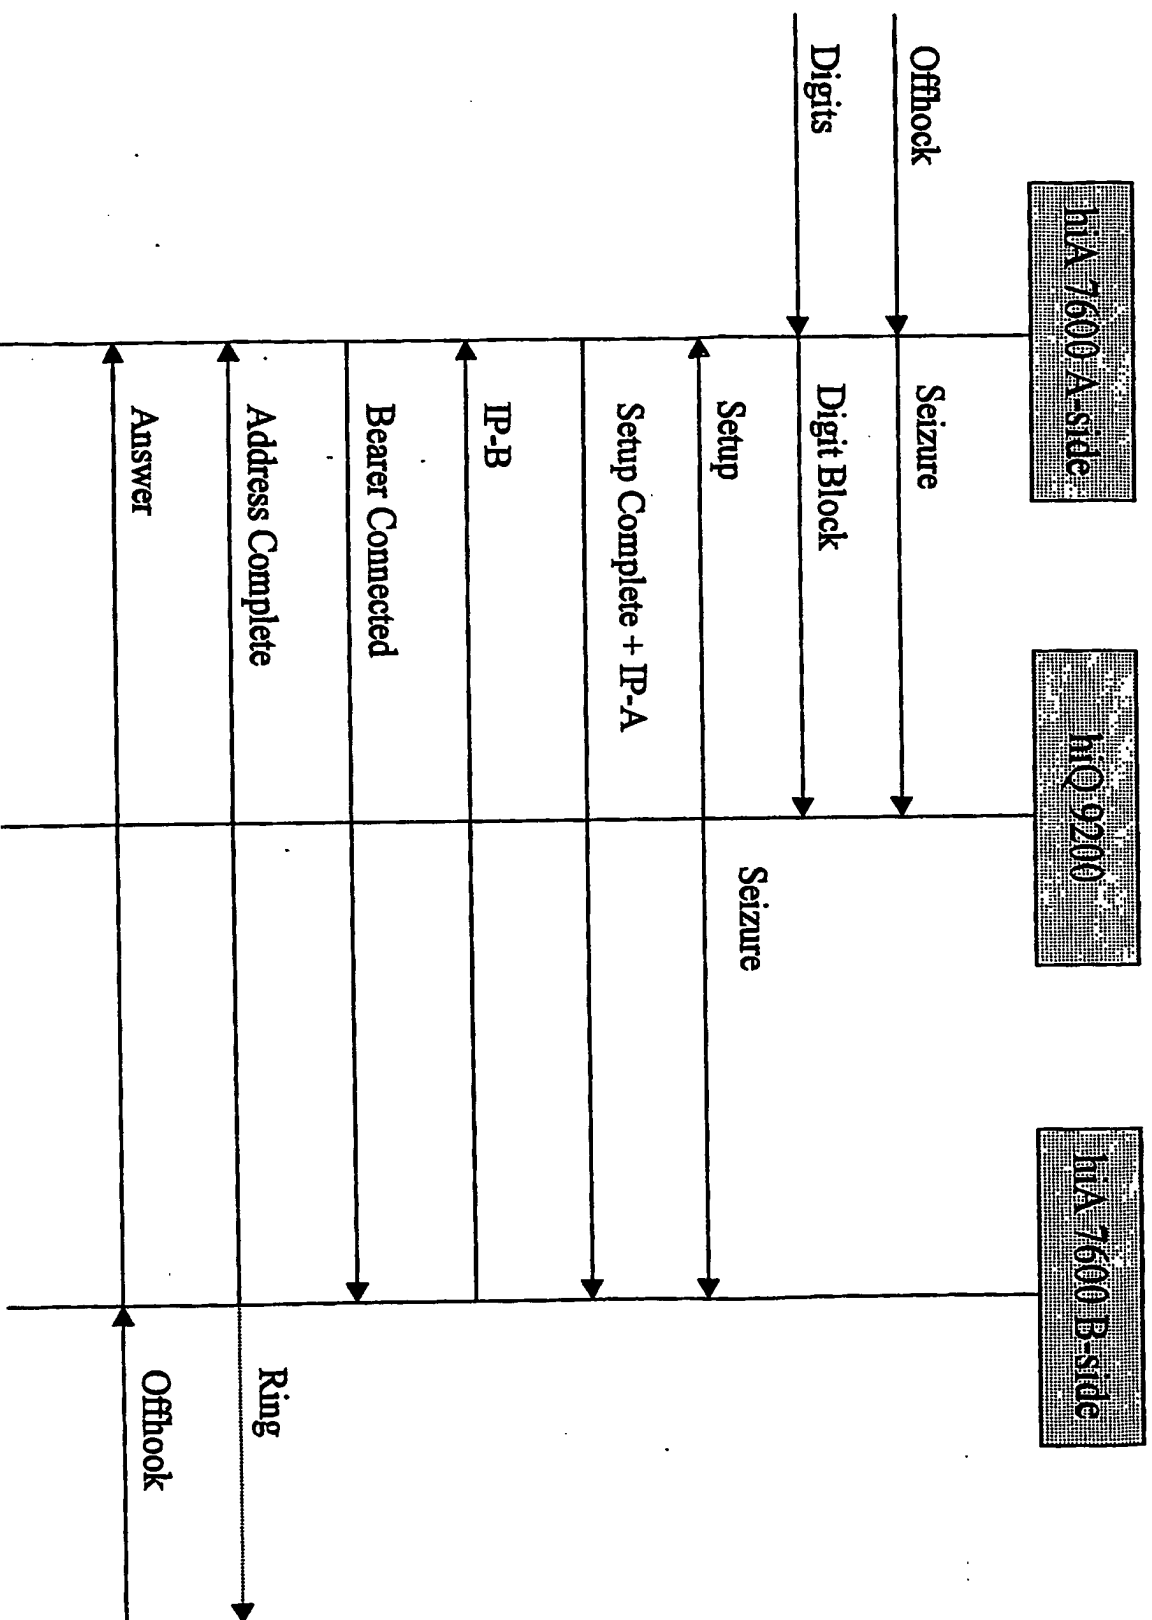 hiA 7600 A-side
hiQ 9200
hiA 7600 B-side
Offhock
Seizure
Digits
Digit Block
Setup
Seizure
Setup Complete + IP-A
IP-B
Bearer Connected
Address Complete
Ring
Answer
Offhook